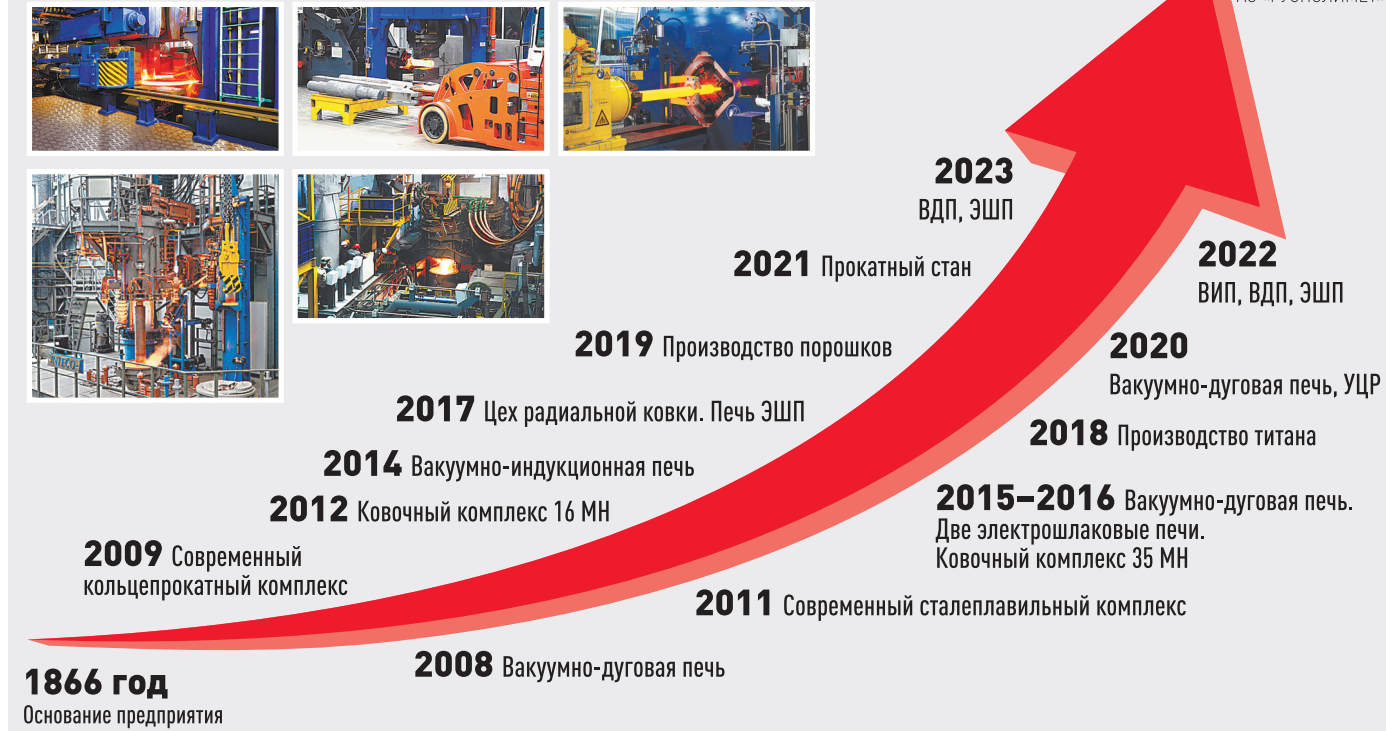 2023
ВДП, ЭШП
2021 Прокатный стан
2022
ВИП, ВДП, ЭШП
2019 Производство порошков
2020
Вакуумно-дуговая печь, УЦР
2017 Цех радиальной ковки. Печь ЭШП
2018 Производство титана
2014 Вакуумно-индукционная печь
2012 Ковочный комплекс 16 МН
2015–2016 Вакуумно-дуговая печь.
Две электрошлаковые печи.
Ковочный комплекс 35 МН
2009 Современный
кольцепрокатный комплекс
2011 Современный сталеплавильный комплекс
2008 Вакуумно-дуговая печь
1866 год
Основание предприятия